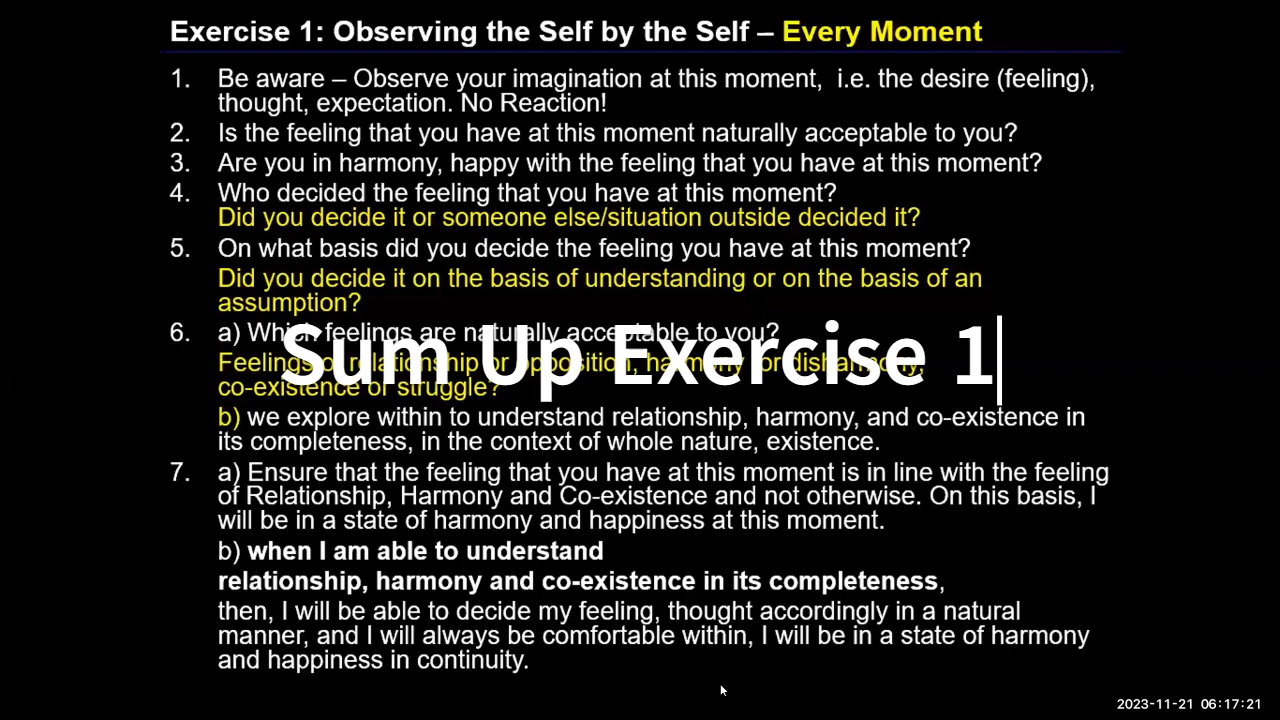 Exercise 1: Observing the Self by the Self – Every Moment
1. Be aware – Observe your imagination at this moment, i.e. the desire (feeling),
thought, expectation. No Reaction!
2. Is the feeling that you have at this moment naturally acceptable to you?
3. Are you in harmony, happy with the feeling that you have at this moment?
4. Who decided the feeling that you have at this moment?
Did you decide it or someone else/situation outside decided it?
5. On what basis did you decide the feeling you have at this moment?
Did you decide it on the basis of understanding or on the basis of an
assumption?
6. a) Which feelings are naturally acceptable to you?
Sum Up Exercise 1
Feelings of relationship or opposition, harmony or disharmony,
co-existence or struggle?
b) we explore within to understand relationship, harmony, and co-existence in
its completeness, in the context of whole nature, existence.
7. a) Ensure that the feeling that you have at this moment is in line with the feeling
of Relationship, Harmony and Co-existence and not otherwise. On this basis, I
will be in a state of harmony and happiness at this moment.
b) when I am able to understand
relationship, harmony and co-existence in its completeness,
then, I will be able to decide my feeling, thought accordingly in a natural
manner, and I will always be comfortable within, I will be in a state of harmony
and happiness in continuity.
2023-11-21 06:17:21